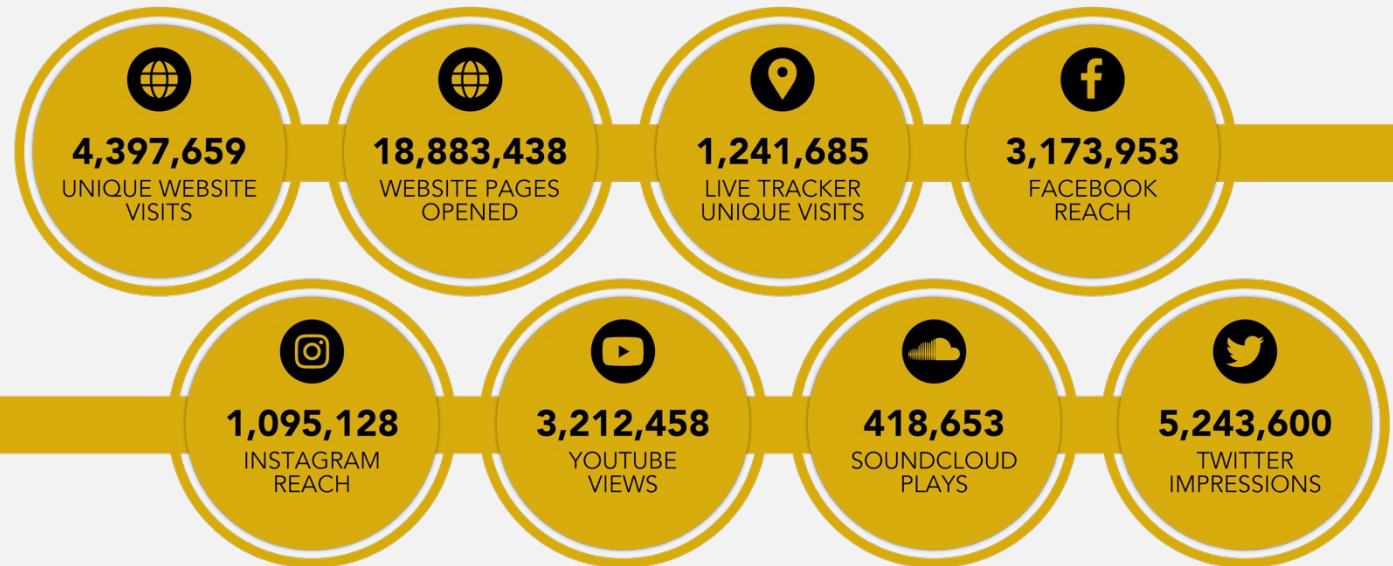 4,397,659
UNIQUE WEBSITE
VISITS
18,883,438
WEBSITE PAGES
OPENED
1,241,685
LIVE TRACKER
UNIQUE VISITS
3,173,953
FACEBOOK
REACH
1,095,128
INSTAGRAM
REACH
3,212,458
YOUTUBE
VIEWS
418,653
SOUNDCLOUD
PLAYS
5,243,600
TWITTER
IMPRESSIONS